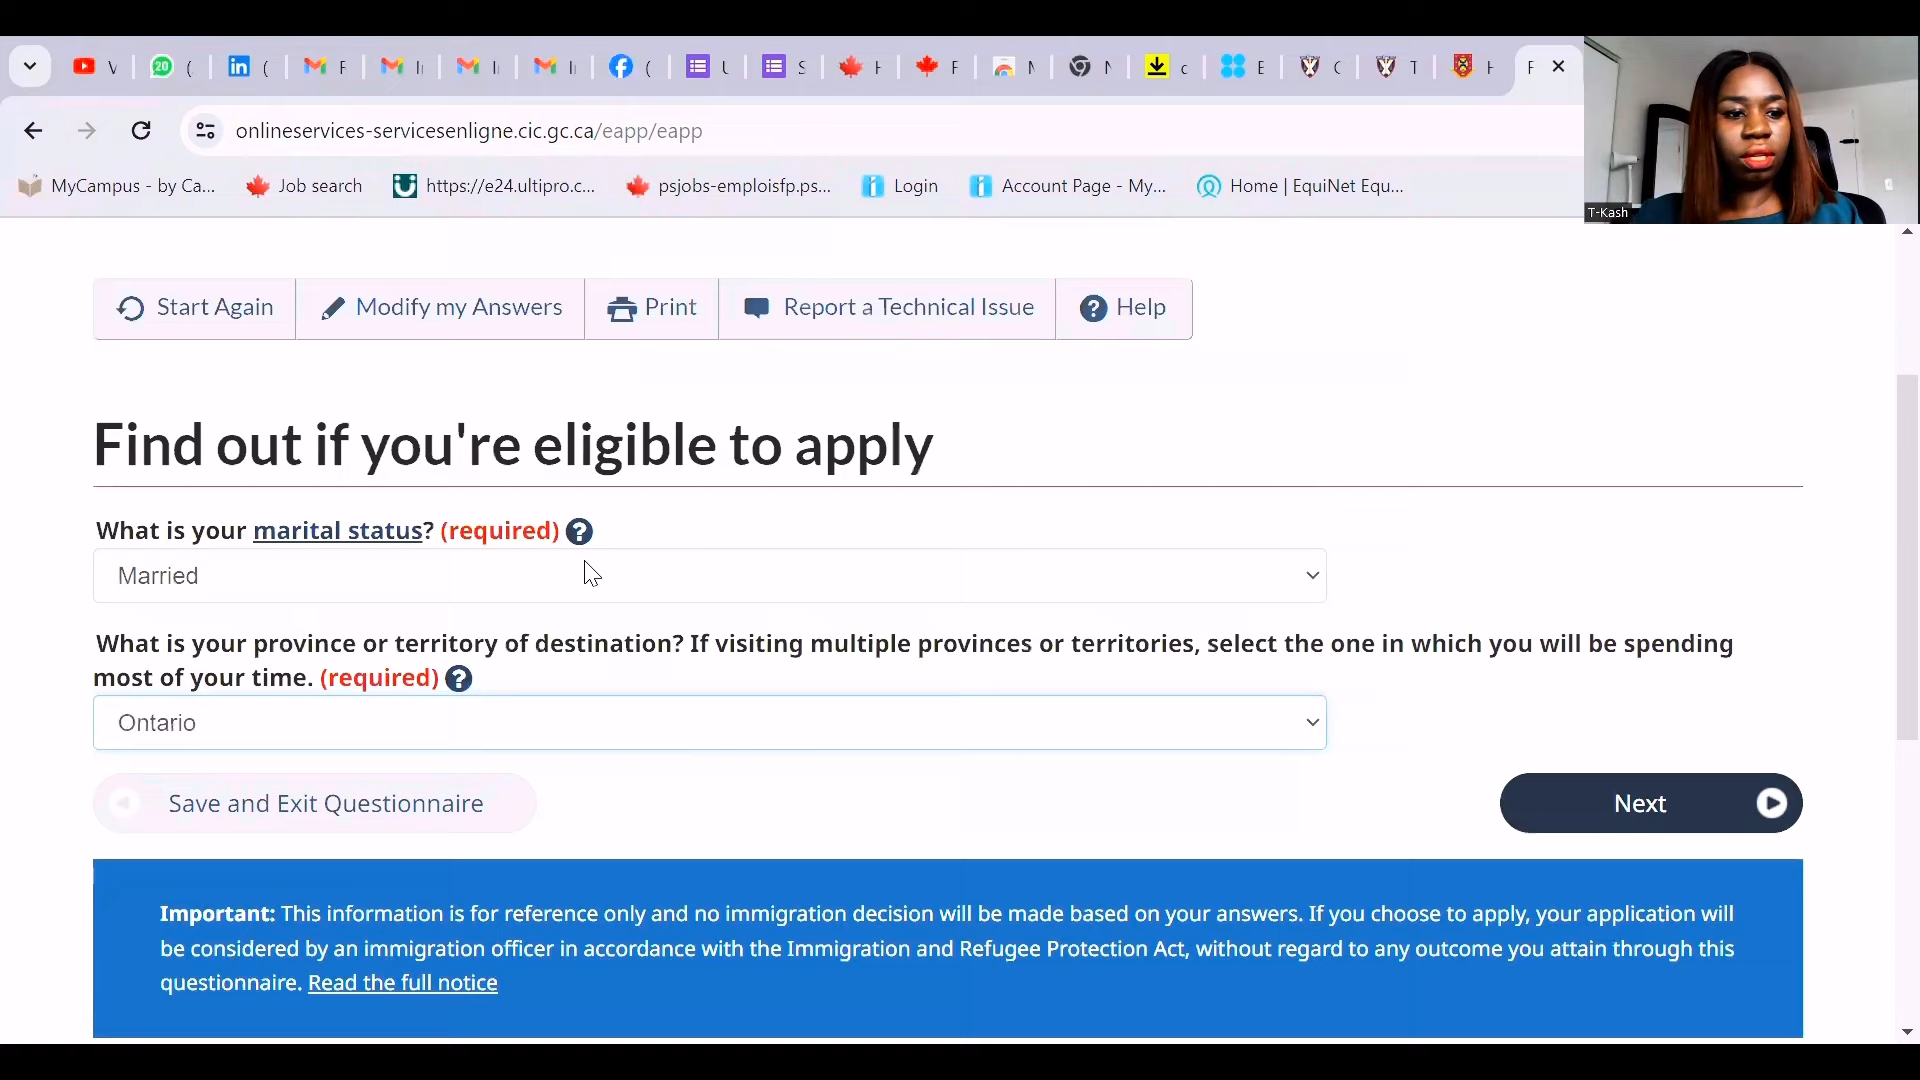 V
20
(
(
F
(
S
F
N
N
c
E
C
T
F
onlineservices-servicesenligne.cic.gc.ca/eapp/eapp
MyCampus - by Ca...
Job search
https://e24.ultipro.c...
psjobs-emploisfp.ps...
Login
Account Page - My...
Home | EquiNet Equ...
T-Kash
Start Again
Modify my Answers
Print
Report a Technical Issue
? Help
Find out if you're eligible to apply
What is your marital status? (required) ?
Married
What is your province or territory of destination? If visiting multiple provinces or territories, select the one in which you will be spending
most of your time. (required) ?
Ontario
Save and Exit Questionnaire
Next
Important: This information is for reference only and no immigration decision will be made based on your answers. If you choose to apply, your application will
be considered by an immigration officer in accordance with the Immigration and Refugee Protection Act, without regard to any outcome you attain through this
questionnaire. Read the full notice